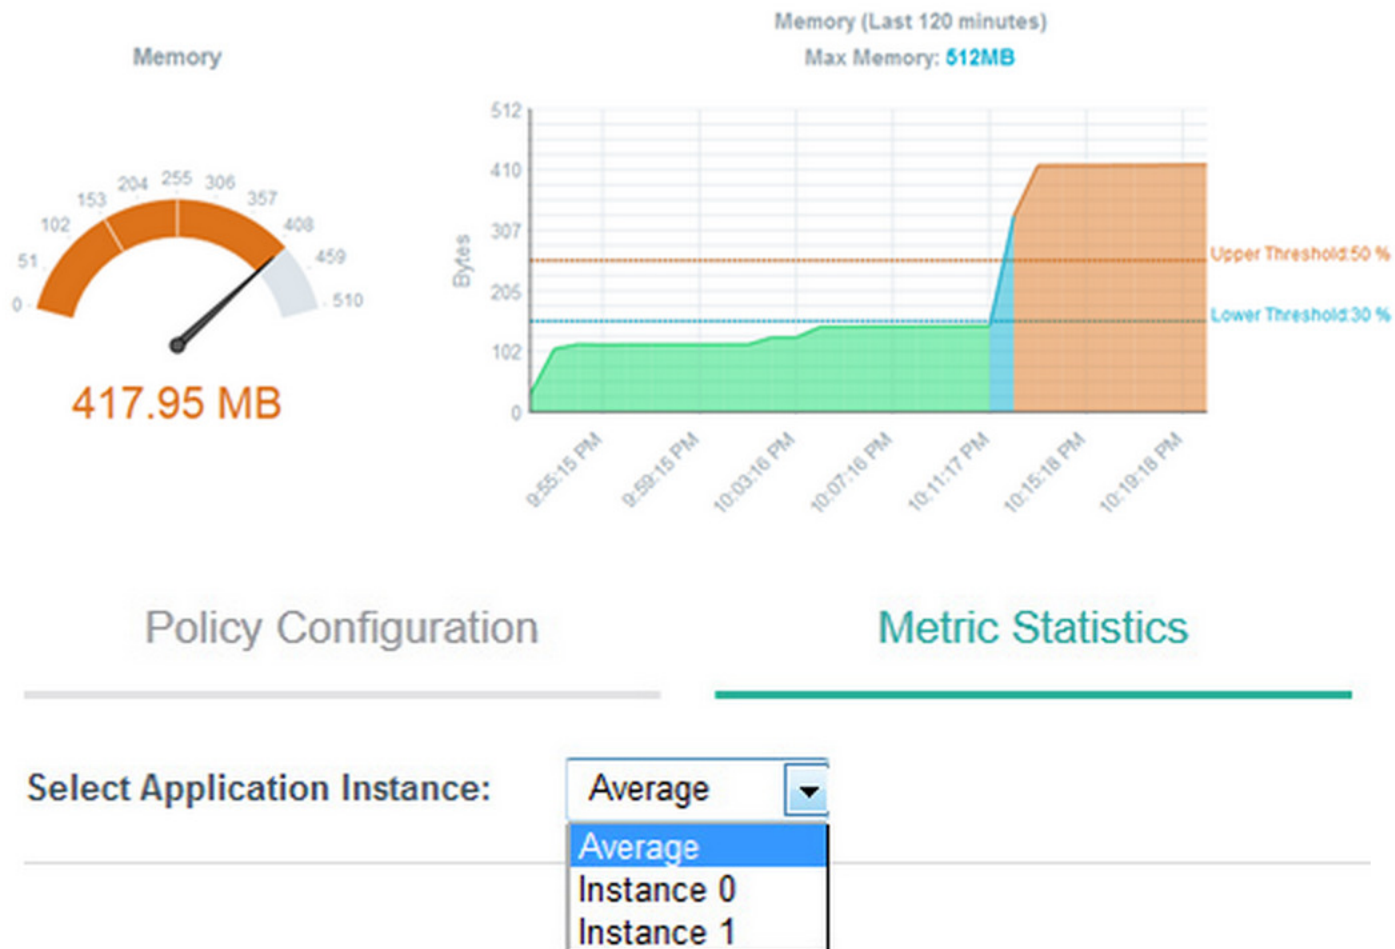 Memory
0
51
102
153
204
255
306
357
408
459
510
417.95 MB
Memory (Last 120 minutes)
Max Memory: 512MB
Bytes
512
410
307
205
102
0
Upper Threshold:50 %
Lower Threshold:30 %
9:55:15 PM
9:59:15 PM
10:03:16 PM
10:07:16 PM
10:11:17 PM
10:15:18 PM
10:19:18 PM
Policy Configuration
Metric Statistics
Select Application Instance:
Average
Average
Instance 0
Instance 1